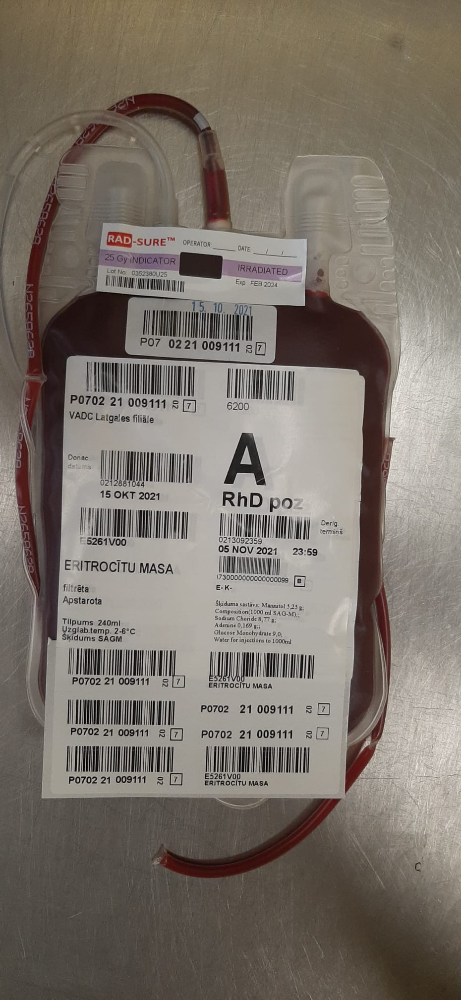 RAD-SURE™ OPERATOR: DATE: / /
25 Gy INDICATOR IRRADIATED
Lot No: 0352380U25
Exp. FEB 2024
15. 10. 2021
P07 02 21 009111 02 7
P0702 21 009111 02 7
6200
VADC Latgales filiāle
A
RhD poz
Donāc.
datums
0212881044
15 OKT 2021
Derīg.
termiņš
0213092359
05 NOV 2021 23:59
E5261V00
\730000000000000099 B
E- K-
ERITROCĪTU MASA
filtrēta
Apstarota
Tilpums 240ml
Uzglab.temp. 2-6°C
Šķīdums SAGM
Šķīduma sastāvs: Mannitol 5,25 g;
Composition(1000 ml SAG-M);;
Sodium Choride 8,77 g;
Adenine 0,169 g;;
Glucose Monohydrate 9,0;
Water for injections to 1000ml
P0702 21 009111 02 7
E5261V00
ERITROCĪTU MASA
P0702 21 009111 02 7
P0702 21 009111 02 7
P0702 21 009111 02 7
P0702 21 009111 02 7
E5261V00
ERITROCĪTU MASA